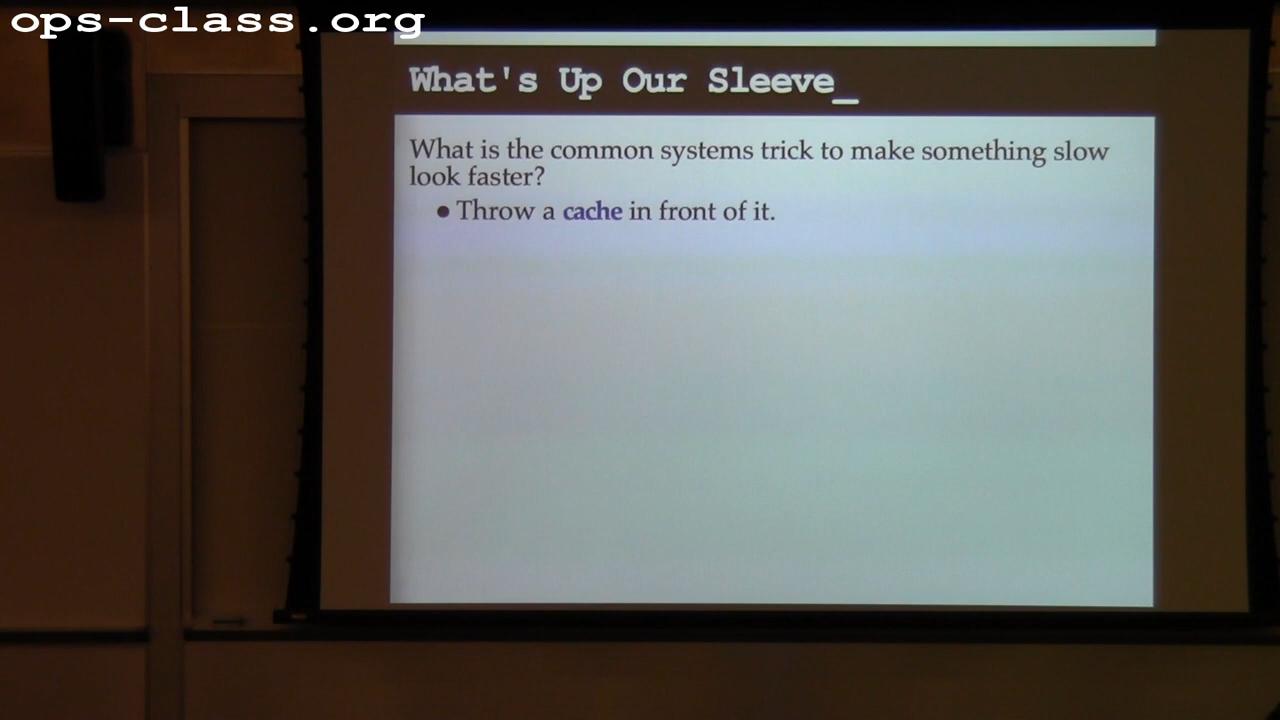 ops-class.org
What's Up Our Sleeve_
What is the common systems trick to make something slow
look faster?
● Throw a cache in front of it.